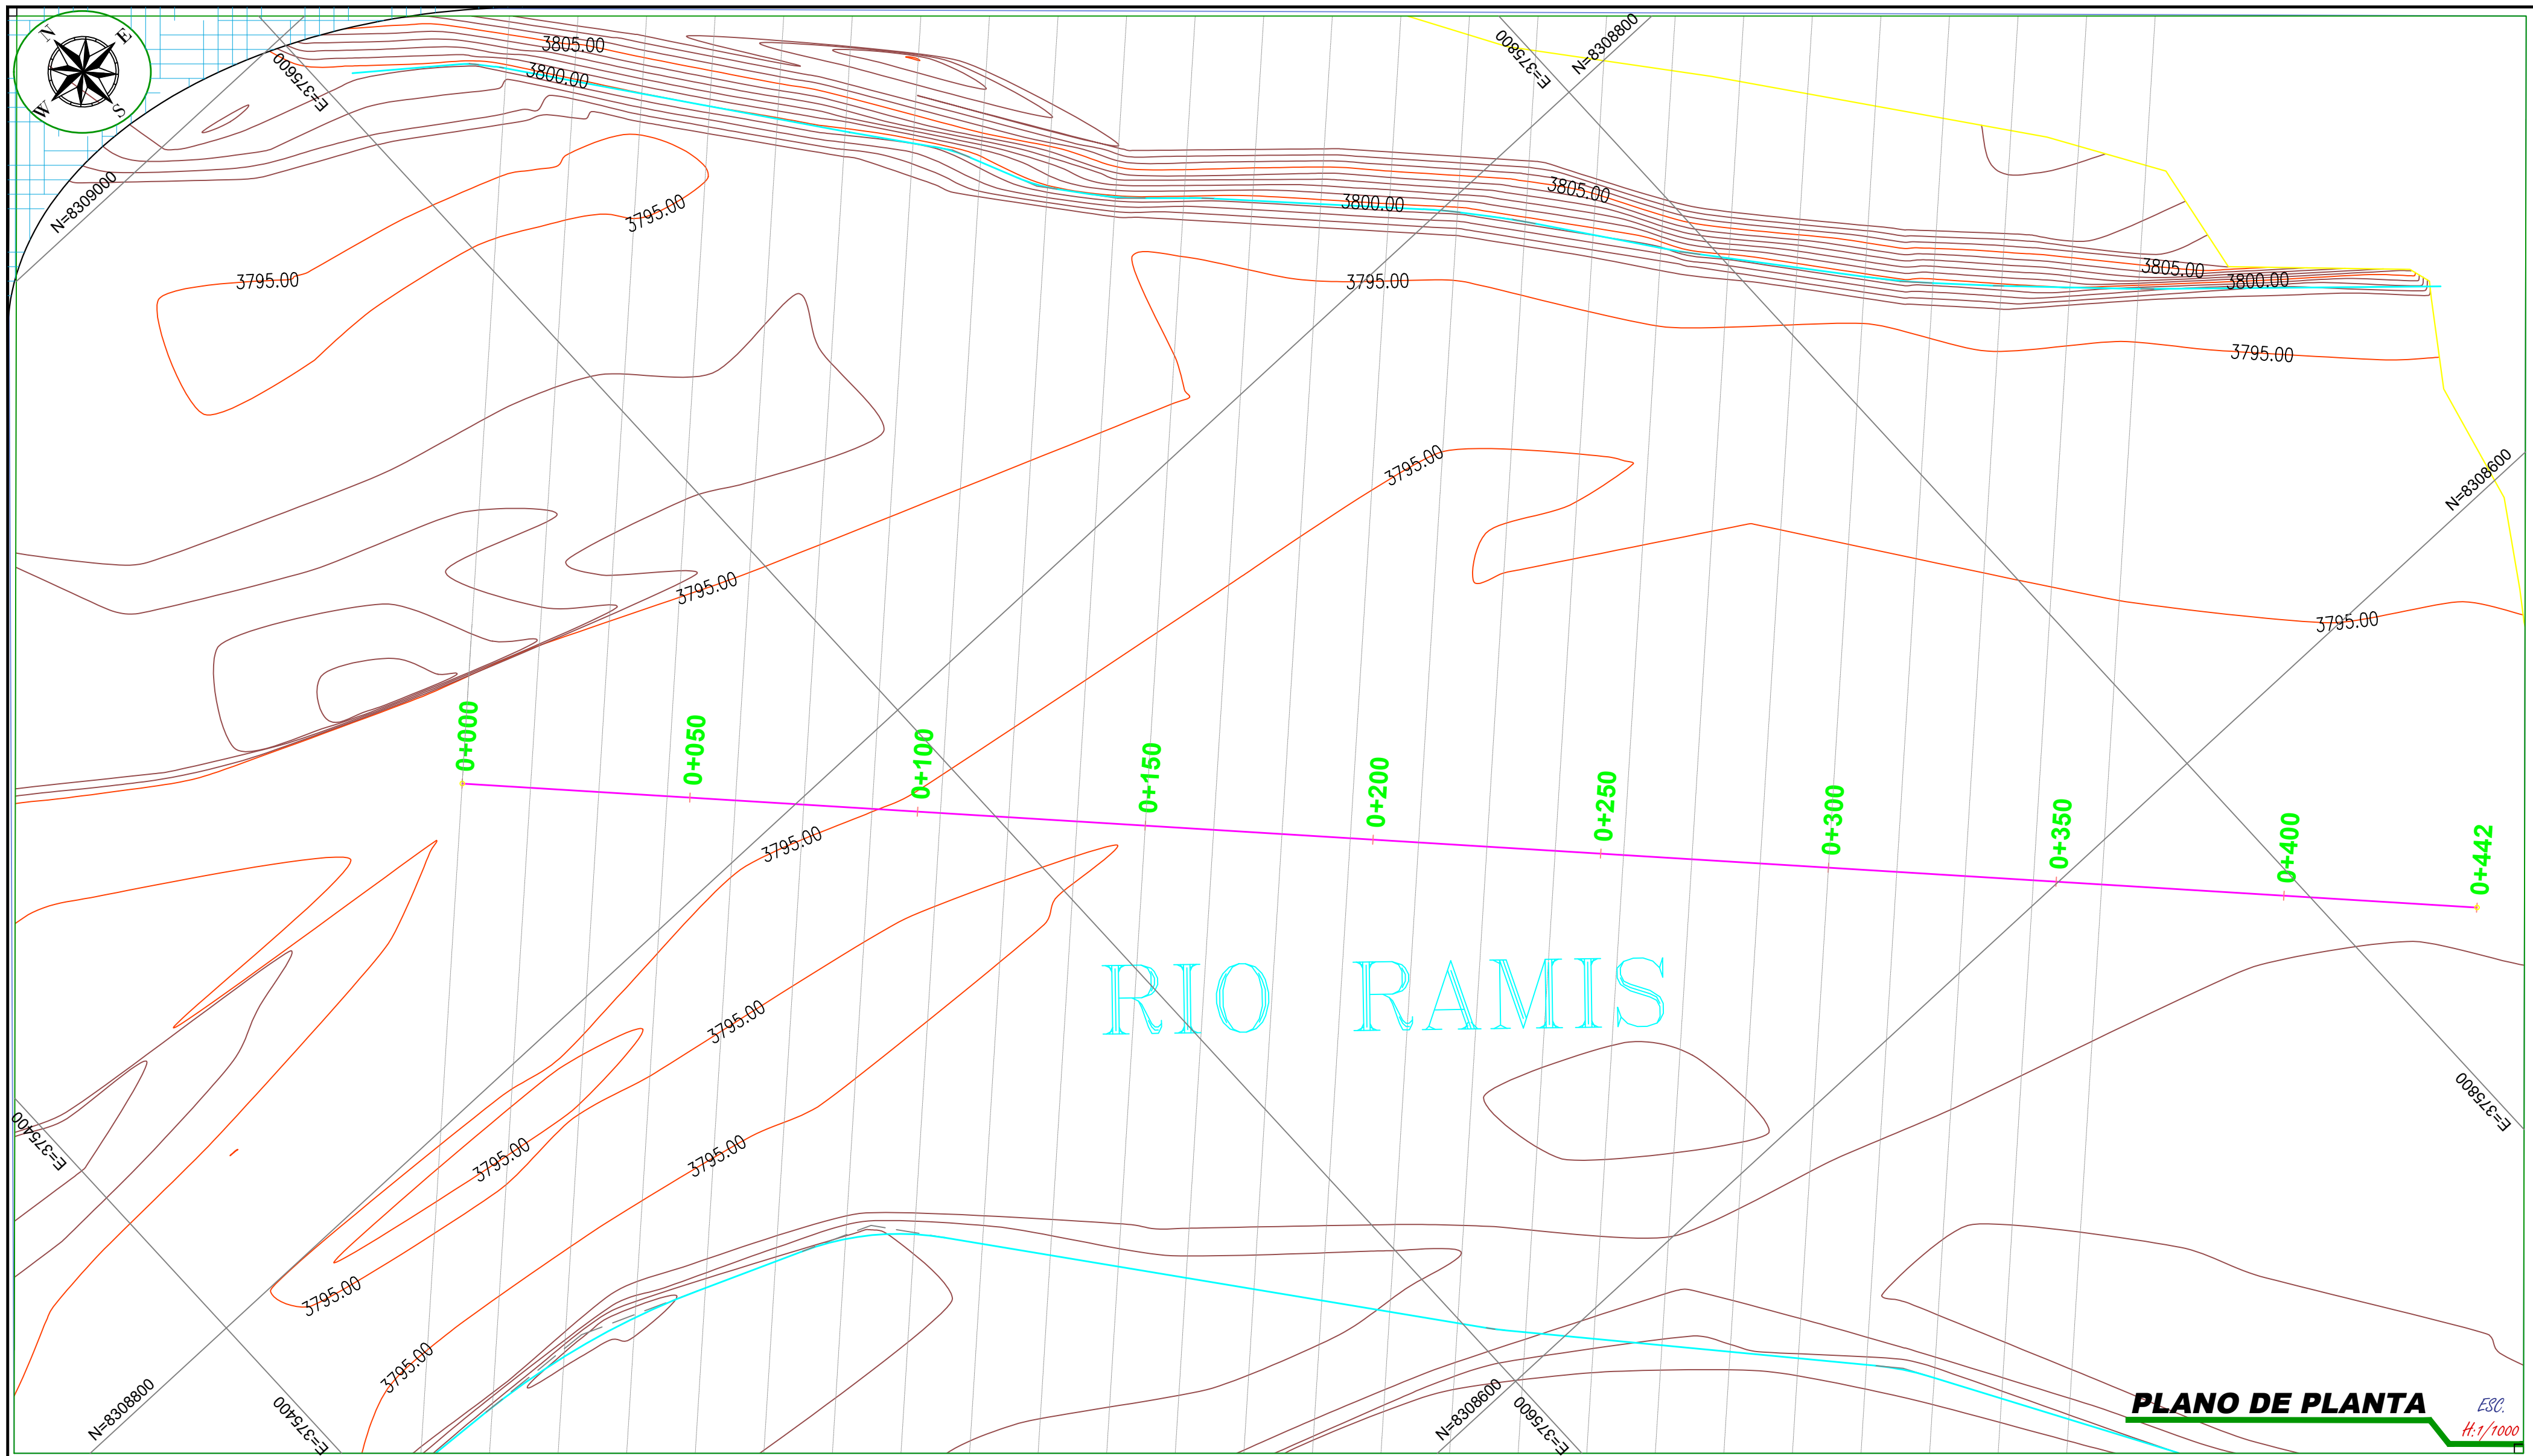 N E
W S
E=375600
3805.00
3800.00
E=375800
N=8308800
N=8309000
3795.00
3795.00
3800.00
3805.00
3795.00
3805.00
3800.00
3795.00
3795.00
N=8308600
3795.00
3795.00
0+000
0+050
0+100
0+150
0+200
0+250
0+300
0+350
0+400
0+442
3795.00
RIO RAMIS
3795.00
3795.00
3795.00
3795.00
3795.00
E=375400
E=375800
N=8308800
E=375400
N=8308600
E=375600
PLANO DE PLANTA
ESC.
H:1/1000